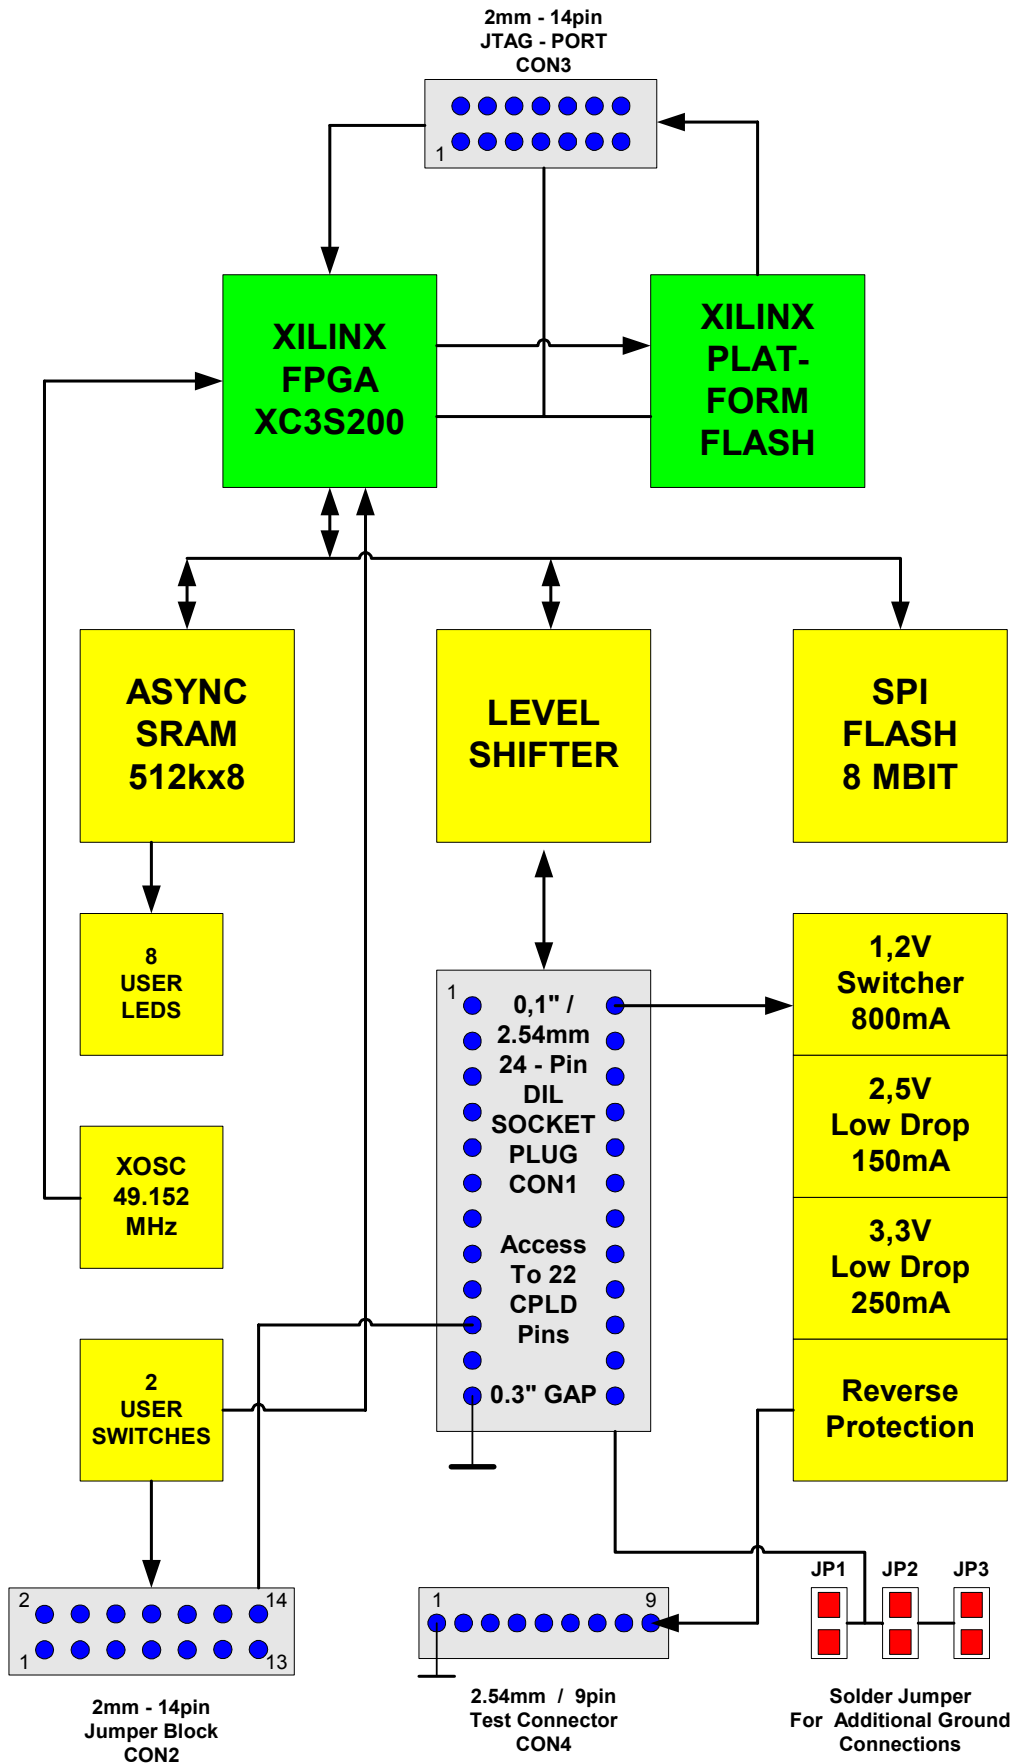 2mm - 14pin
JTAG - PORT
CON3
1
XILINX
FPGA
XC3S200
XILINX
PLAT-
FORM
FLASH
ASYNC
SRAM
512kx8
LEVEL
SHIFTER
SPI
FLASH
8 MBIT
8
USER
LEDS
1
0,1" /
2.54mm
24 - Pin
DIL
SOCKET
PLUG
CON1
Access
To 22
CPLD
Pins
0.3" GAP
1,2V
Switcher
800mA
2,5V
Low Drop
150mA
3,3V
Low Drop
250mA
Reverse
Protection
XOSC
49.152
MHz
2
USER
SWITCHES
2
14
1
13
2mm - 14pin
Jumper Block
CON2
1
9
2.54mm / 9pin
Test Connector
CON4
JP1
JP2
JP3
Solder Jumper
For Additional Ground
Connections